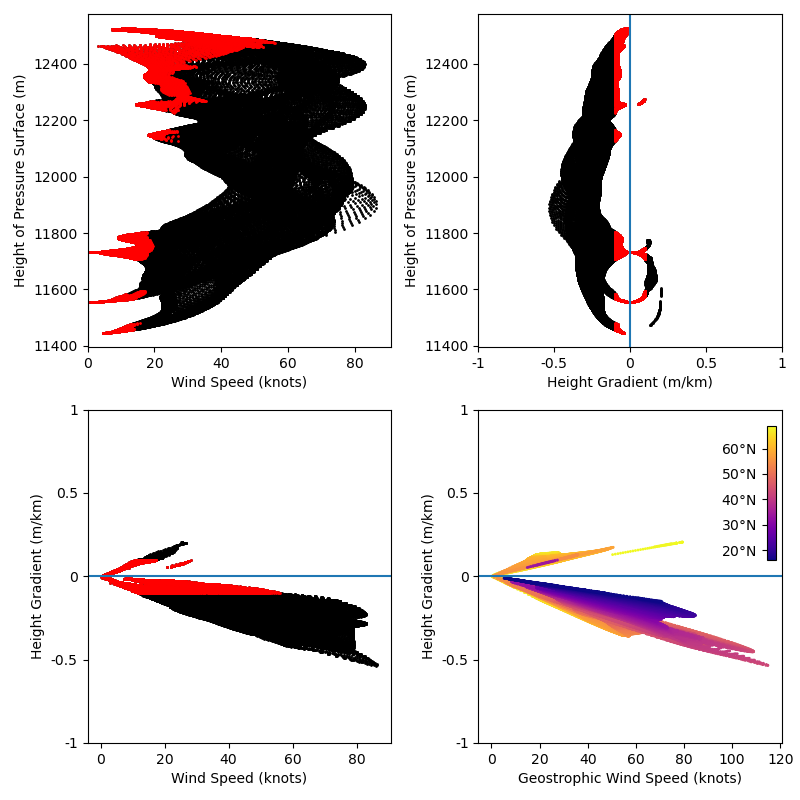 Height of Pressure Surface (m)
12400
12200
12000
11800
11600
11400
0 20 40 60 80
Wind Speed (knots)
Height of Pressure Surface (m)
12400
12200
12000
11800
11600
11400
-1 -0.5 0 0.5 1
Height Gradient (m/km)
Height Gradient (m/km)
1
0.5
0
-0.5
-1
0 20 40 60 80
Wind Speed (knots)
Height Gradient (m/km)
1
0.5
0
-0.5
-1
0 20 40 60 80 100 120
Geostrophic Wind Speed (knots)
60°N
50°N
40°N
30°N
20°N